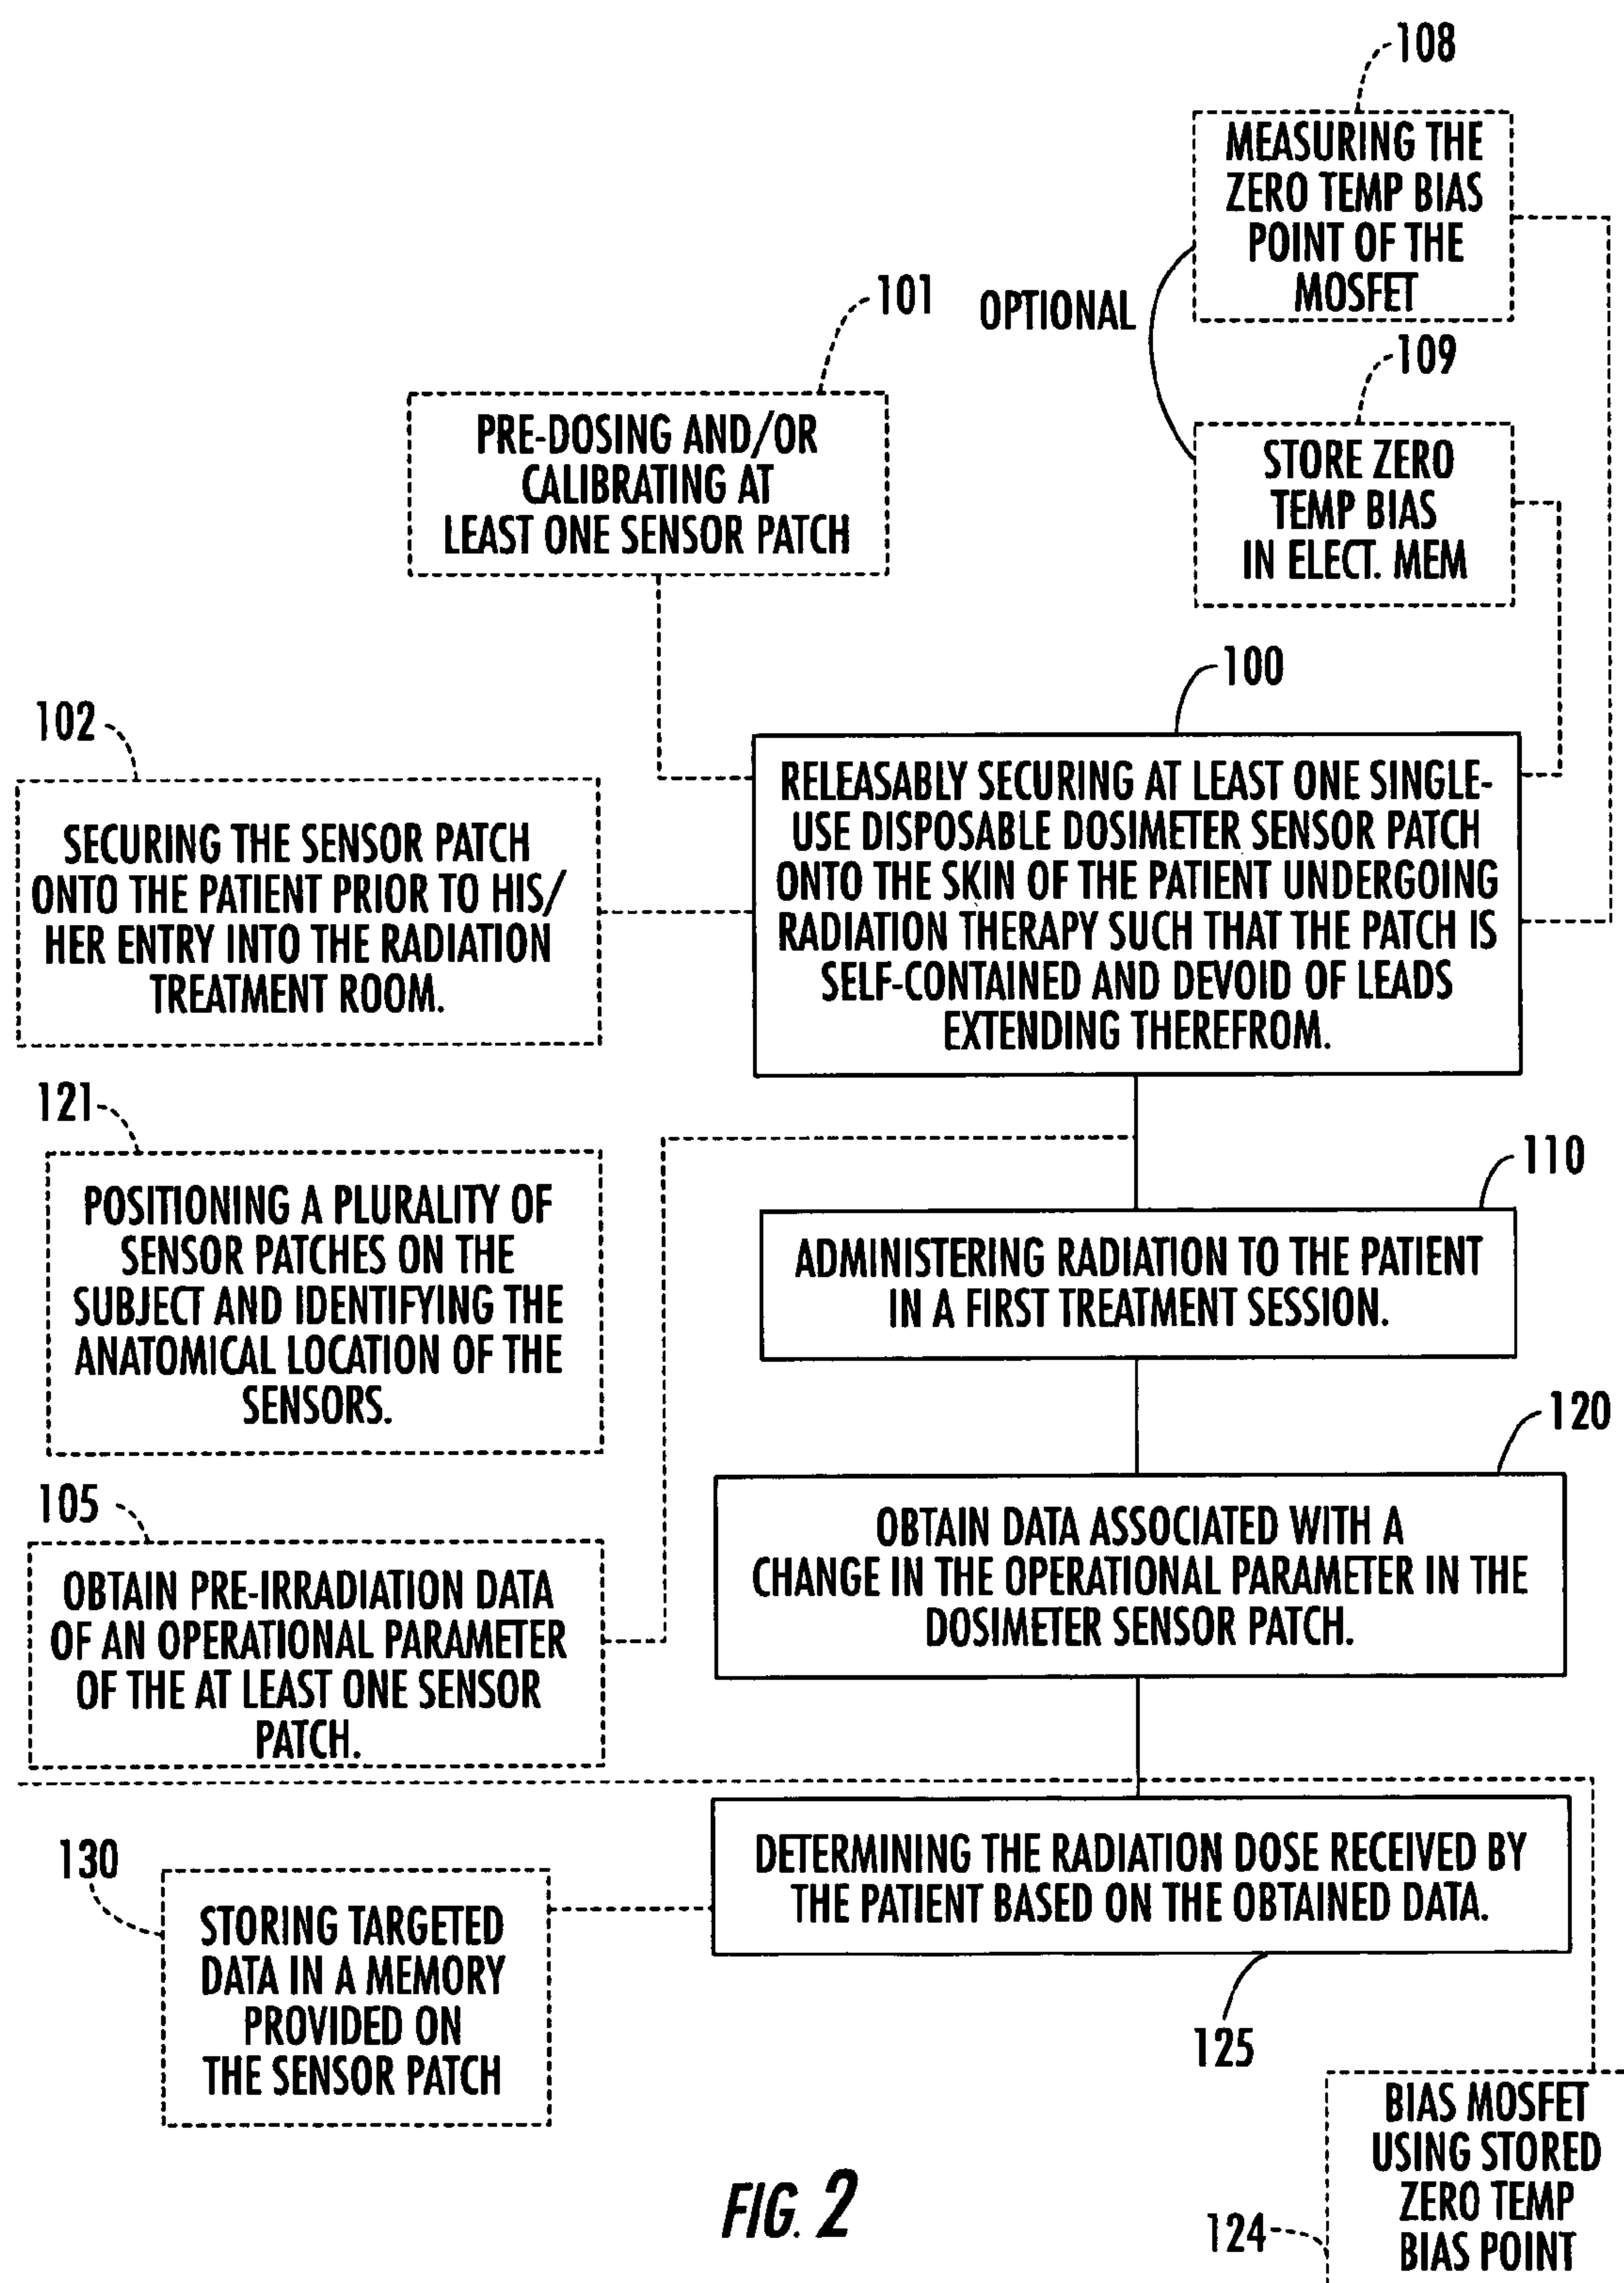 108
MEASURING THE
ZERO TEMP BIAS
POINT OF THE
MOSFET
101
OPTIONAL
109
PRE-DOSING AND/OR
CALIBRATING AT
LEAST ONE SENSOR PATCH
STORE ZERO
TEMP BIAS
IN ELECT. MEM
100
102
RELEASABLY SECURING AT LEAST ONE SINGLE-
USE DISPOSABLE DOSIMETER SENSOR PATCH
ONTO THE SKIN OF THE PATIENT UNDERGOING
RADIATION THERAPY SUCH THAT THE PATCH IS
SELF-CONTAINED AND DEVOID OF LEADS
EXTENDING THEREFROM.
SECURING THE SENSOR PATCH
ONTO THE PATIENT PRIOR TO HIS/
HER ENTRY INTO THE RADIATION
TREATMENT ROOM.
121
POSITIONING A PLURALITY OF
SENSOR PATCHES ON THE
SUBJECT AND IDENTIFYING THE
ANATOMICAL LOCATION OF THE
SENSORS.
110
ADMINISTERING RADIATION TO THE PATIENT
IN A FIRST TREATMENT SESSION.
120
105
OBTAIN PRE-IRRADIATION DATA
OF AN OPERATIONAL PARAMETER
OF THE AT LEAST ONE SENSOR
PATCH.
OBTAIN DATA ASSOCIATED WITH A
CHANGE IN THE OPERATIONAL PARAMETER IN THE
DOSIMETER SENSOR PATCH.
130
STORING TARGETED
DATA IN A MEMORY
PROVIDED ON
THE SENSOR PATCH
DETERMINING THE RADIATION DOSE RECEIVED BY
THE PATIENT BASED ON THE OBTAINED DATA.
125
BIAS MOSFET
USING STORED
ZERO TEMP
BIAS POINT
124
FIG. 2